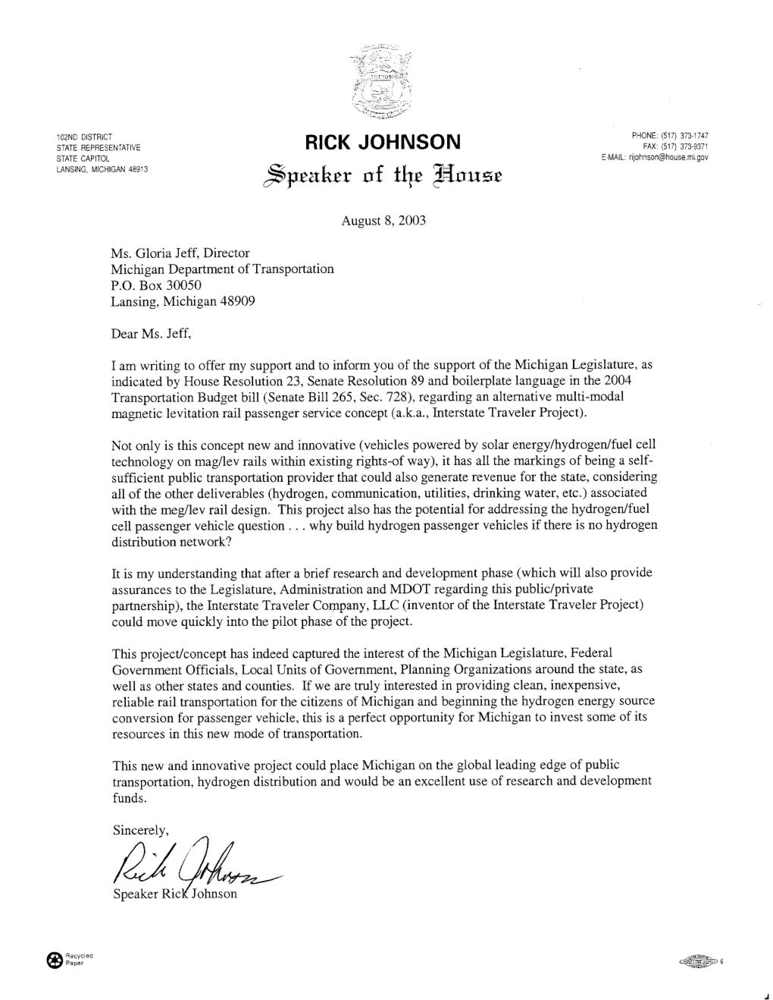 TUEBOR
102ND DISTRICT
STATE REPRESENTATIVE
STATE CAPITOL
LANSING, MICHIGAN 48913
RICK JOHNSON
Speaker of the House
PHONE: (517) 373-1747
FAX: (517) 373-9371
E-MAIL: rijohnson@house.mi.gov
August 8, 2003
Ms. Gloria Jeff, Director
Michigan Department of Transportation
P.O. Box 30050
Lansing, Michigan 48909
Dear Ms. Jeff,
I am writing to offer my support and to inform you of the support of the Michigan Legislature, as
indicated by House Resolution 23, Senate Resolution 89 and boilerplate language in the 2004
Transportation Budget bill (Senate Bill 265, Sec. 728), regarding an alternative multi-modal
magnetic levitation rail passenger service concept (a.k.a., Interstate Traveler Project).
Not only is this concept new and innovative (vehicles powered by solar energy/hydrogen/fuel cell
technology on mag/lev rails within existing rights-of way), it has all the markings of being a self-
sufficient public transportation provider that could also generate revenue for the state, considering
all of the other deliverables (hydrogen, communication, utilities, drinking water, etc.) associated
with the meg/lev rail design. This project also has the potential for addressing the hydrogen/fuel
cell passenger vehicle question . . . why build hydrogen passenger vehicles if there is no hydrogen
distribution network?
It is my understanding that after a brief research and development phase (which will also provide
assurances to the Legislature, Administration and MDOT regarding this public/private
partnership), the Interstate Traveler Company, LLC (inventor of the Interstate Traveler Project)
could move quickly into the pilot phase of the project.
This project/concept has indeed captured the interest of the Michigan Legislature, Federal
Government Officials, Local Units of Government, Planning Organizations around the state, as
well as other states and counties. If we are truly interested in providing clean, inexpensive,
reliable rail transportation for the citizens of Michigan and beginning the hydrogen energy source
conversion for passenger vehicle, this is a perfect opportunity for Michigan to invest some of its
resources in this new mode of transportation.
This new and innovative project could place Michigan on the global leading edge of public
transportation, hydrogen distribution and would be an excellent use of research and development
funds.
Sincerely,
Rick Johnson
Speaker Rick Johnson
Recycled
Paper
6